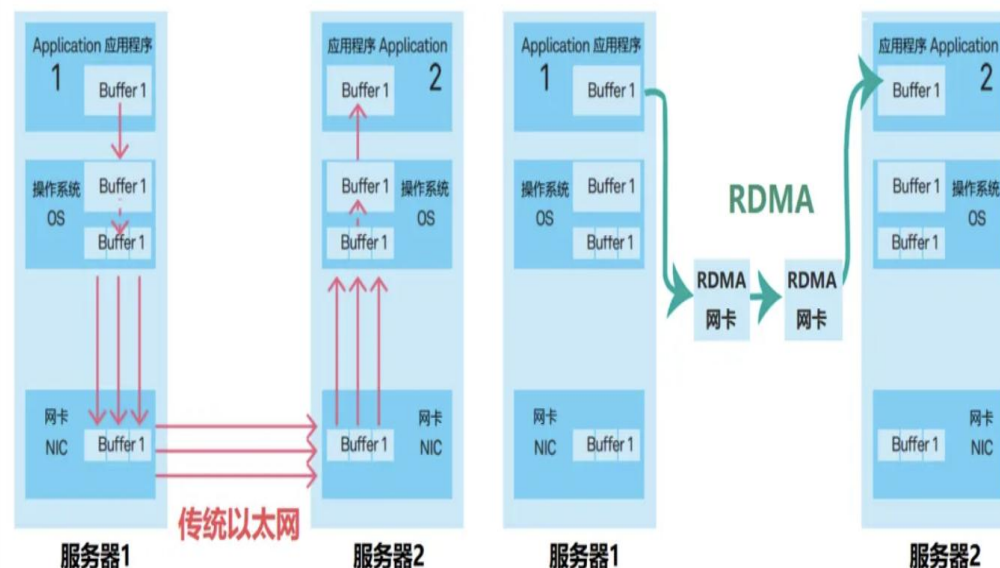 Application 应用程序
1
Buffer 1
操作系统
OS
Buffer 1
Buffer 1
网卡
NIC
Buffer 1
服务器1
传统以太网
应用程序 Application
Buffer 1
2
Buffer 1
操作系统
OS
Buffer 1
网卡
Buffer 1
NIC
服务器2
Application 应用程序
1
Buffer 1
操作系统
OS
Buffer 1
Buffer 1
网卡
NIC
Buffer 1
服务器1
RDMA
RDMA
网卡
RDMA
网卡
应用程序 Application
Buffer 1
2
Buffer 1
操作系统
OS
Buffer 1
网卡
Buffer 1
NIC
服务器2